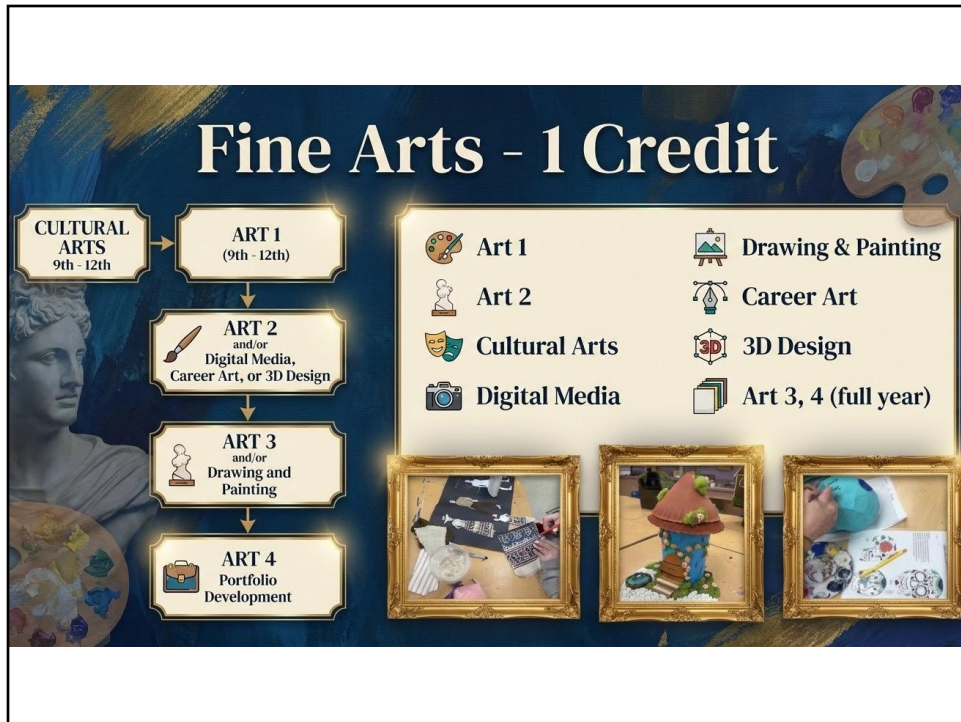 Fine Arts - 1 Credit
CULTURAL
ARTS
9th - 12th
ART 1
(9th - 12th)
ART 2
and/or
Digital Media,
Career Art, or 3D Design
ART 3
and/or
Drawing and
Painting
ART 4
Portfolio
Development
Art 1
Art 2
Cultural Arts
Digital Media
Drawing & Painting
Career Art
3D
3D Design
Art 3, 4 (full year)